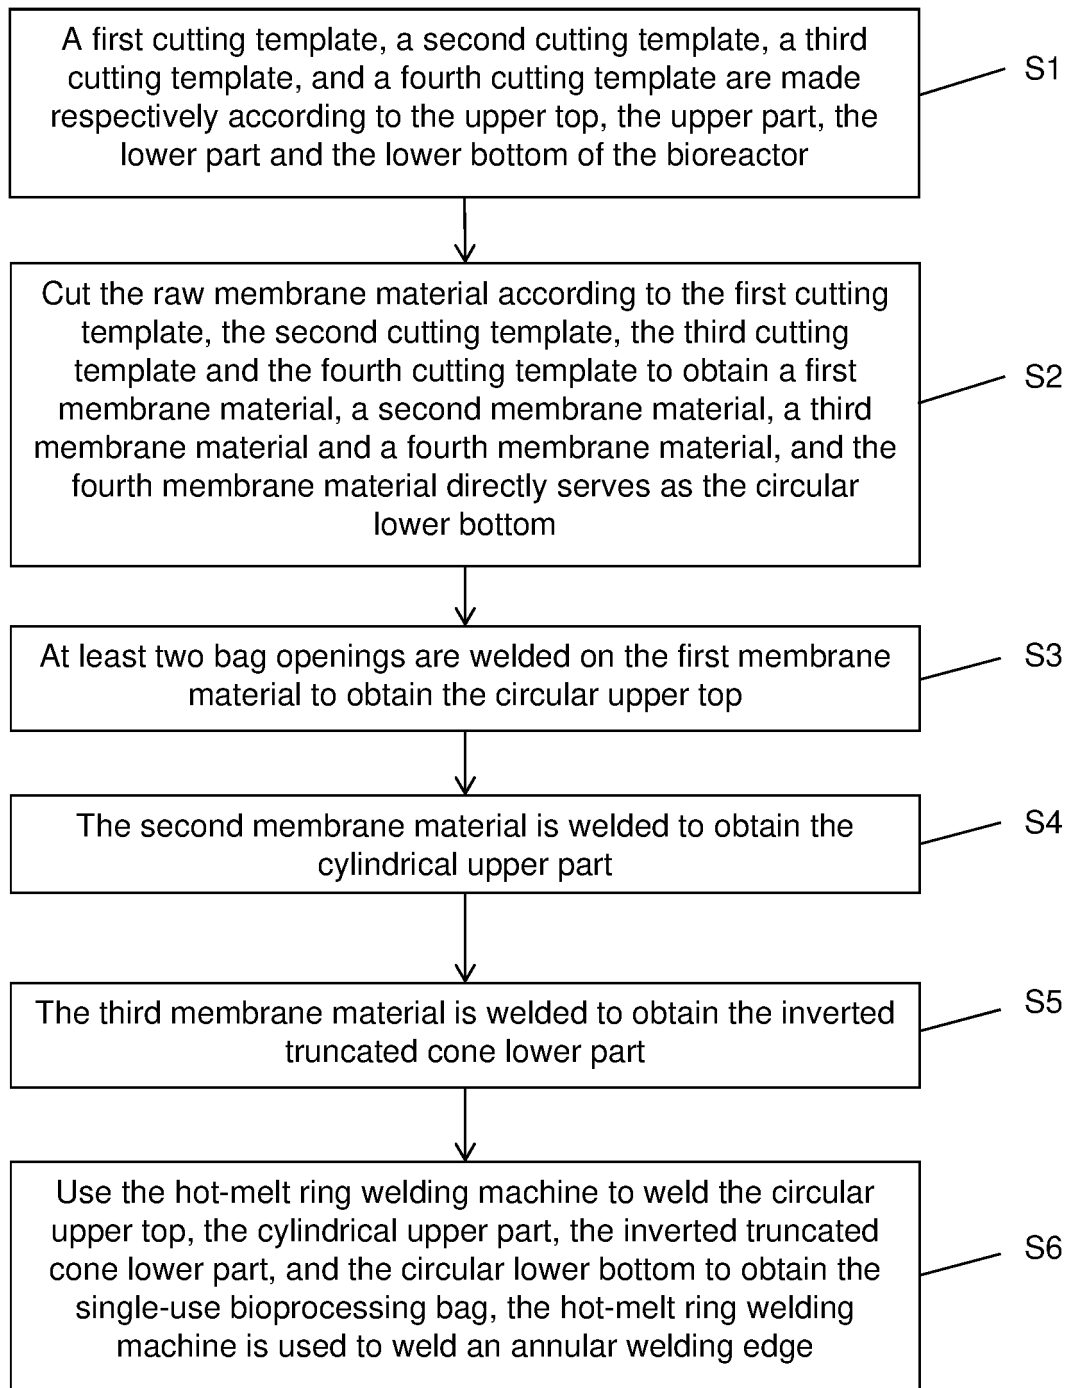 A first cutting template, a second cutting template, a third
cutting template, and a fourth cutting template are made
respectively according to the upper top, the upper part, the
lower part and the lower bottom of the bioreactor
S1
Cut the raw membrane material according to the first cutting
template, the second cutting template, the third cutting
template and the fourth cutting template to obtain a first
membrane material, a second membrane material, a third
membrane material and a fourth membrane material, and the
fourth membrane material directly serves as the circular
lower bottom
S2
At least two bag openings are welded on the first membrane
material to obtain the circular upper top
S3
The second membrane material is welded to obtain the
cylindrical upper part
S4
The third membrane material is welded to obtain the inverted
truncated cone lower part
S5
Use the hot-melt ring welding machine to weld the circular
upper top, the cylindrical upper part, the inverted truncated
cone lower part, and the circular lower bottom to obtain the
single-use bioprocessing bag, the hot-melt ring welding
machine is used to weld an annular welding edge
S6